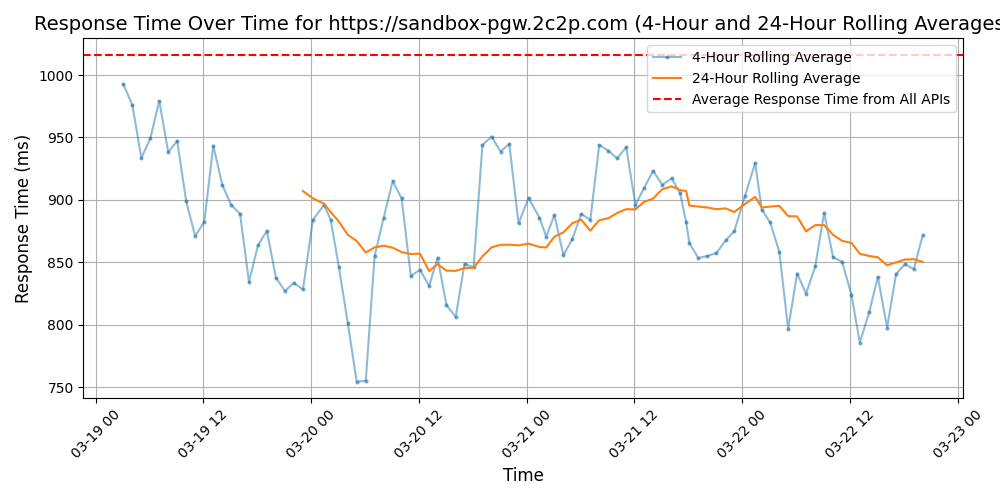 Response Time Over Time for https://sandbox-pgw.2c2p.com (4-Hour and 24-Hour Rolling Averages
4-Hour Rolling Average
24-Hour Rolling Average
Average Response Time from All APIs
Response Time (ms)
1000
950
900
850
800
750
03-19 00
03-19 12
03-20 00
03-20 12
03-21 00
03-21 12
03-22 00
03-22 12
03-23 00
Time